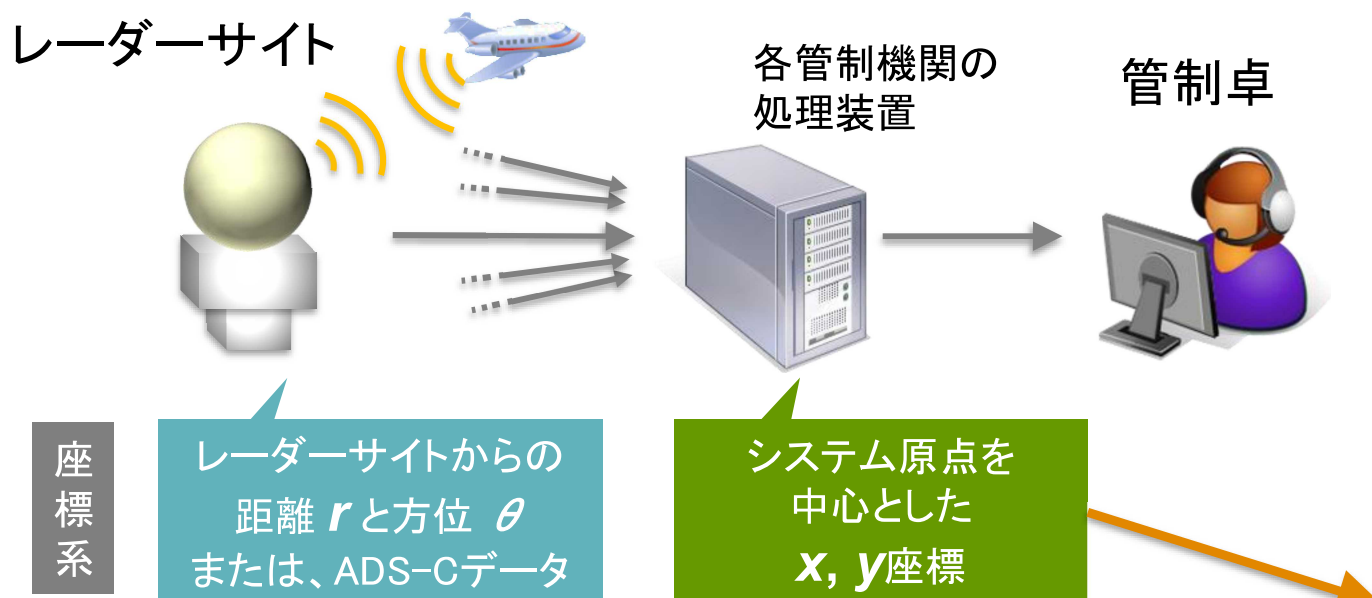 レーダーサイト
各管制機関の
処理装置
管制卓
座
標
系
レーダーサイトからの
距離 r と方位 θ
または、ADS-Cデータ
システム原点を
中心とした
x, y座標